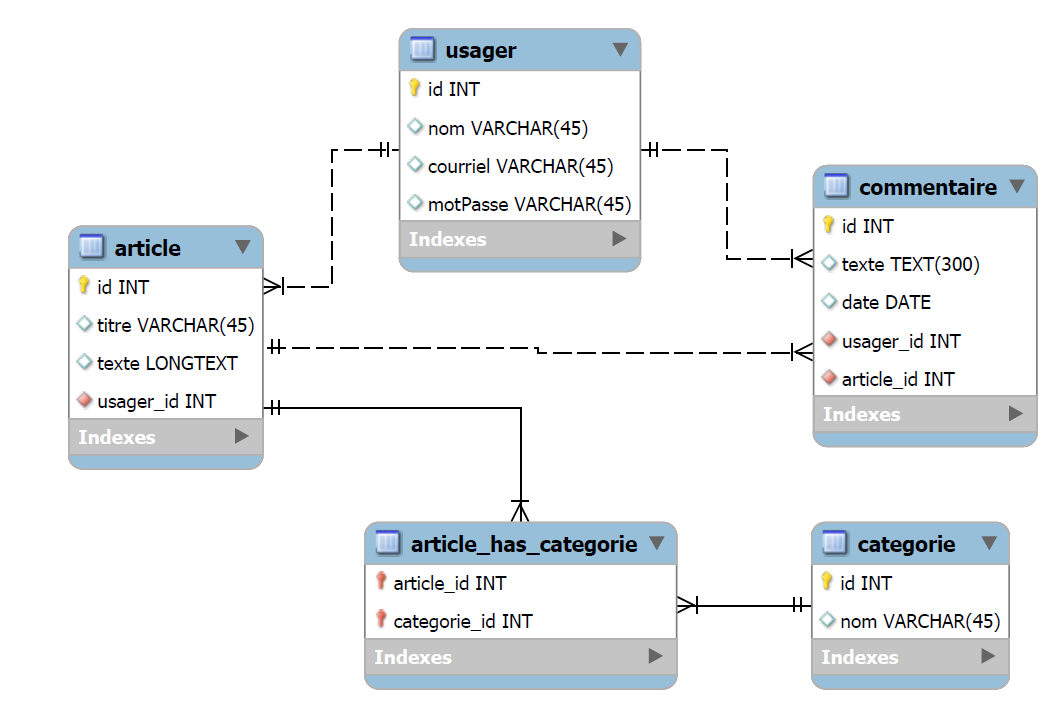 usager
id INT
nom VARCHAR(45)
courriel VARCHAR(45)
motPasse VARCHAR(45)
Indexes
commentaire
id INT
texte TEXT(300)
date DATE
usager_id INT
article_id INT
Indexes
article
id INT
titre VARCHAR(45)
texte LONGTEXT
usager_id INT
Indexes
article_has_categorie
article_id INT
categorie_id INT
Indexes
categorie
id INT
nom VARCHAR(45)
Indexes